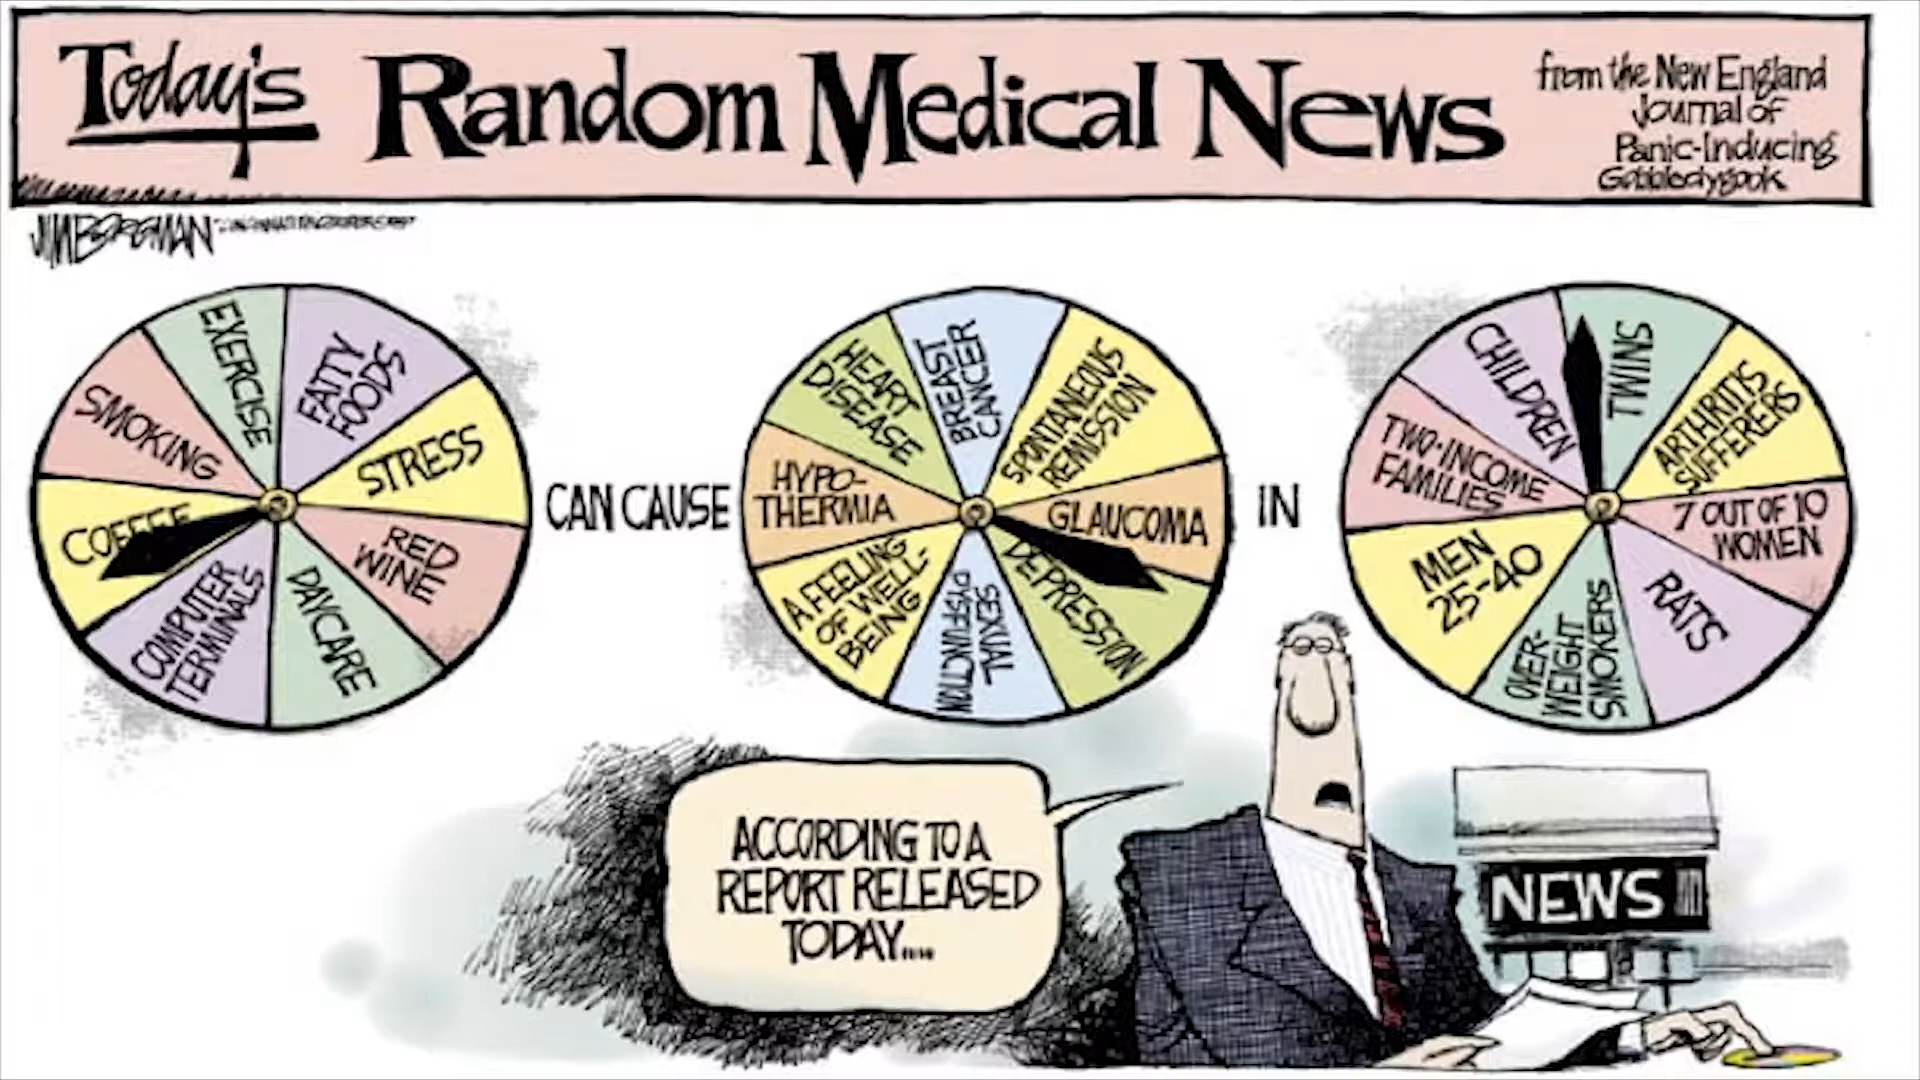 Today's Random Medical News
from the New England
Journal of
Panic-Inducing
Gobbledygook
JIM BORGMAN
EXERCISE
FATTY
FOODS
SMOKING
STRESS
COFFEE
RED
WINE
COMPUTER
TERMINALS
DAYCARE
CAN CAUSE
HEART
DISEASE
BREAST
CANCER
SPONTANEOUS
REMISSION
HYPO-
THERMIA
GLAUCOMA
A FEELING
OF WELL-
BEING
SEXUAL
DYSFUNCTION
DEPRESSION
IN
CHILDREN
TWINS
ARTHRITIS
SUFFERERS
TWO-INCOME
FAMILIES
7 OUT OF 10
WOMEN
MEN
25-40
OVER-
WEIGHT
SMOKERS
RATS
ACCORDING TO A
REPORT RELEASED
TODAY....
NEWS